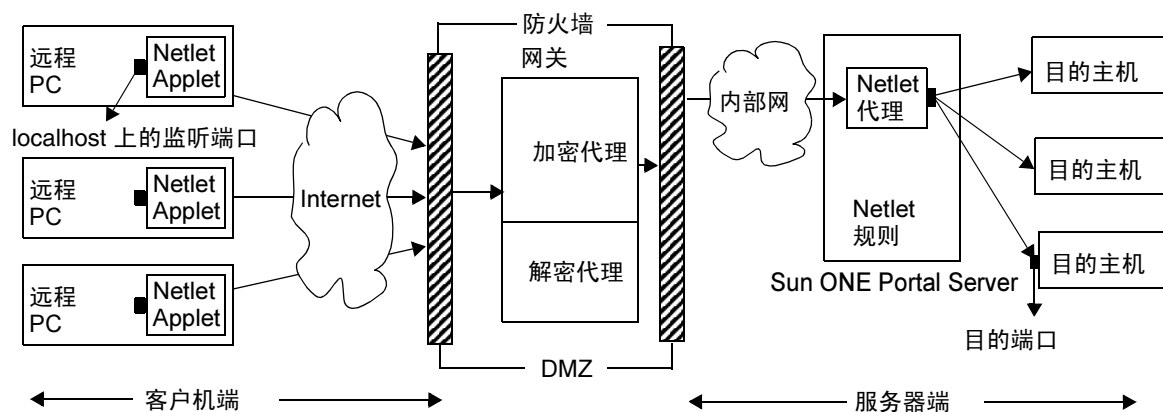 防火墙
网关
远程
PC
Netlet
Applet
localhost 上的监听端口
远程
PC
Netlet
Applet
远程
PC
Netlet
Applet
Internet
加密代理
解密代理
DMZ
内部网
Netlet
代理
Netlet
规则
Sun ONE Portal Server
目的主机
目的主机
目的主机
目的端口
客户机端
服务器端